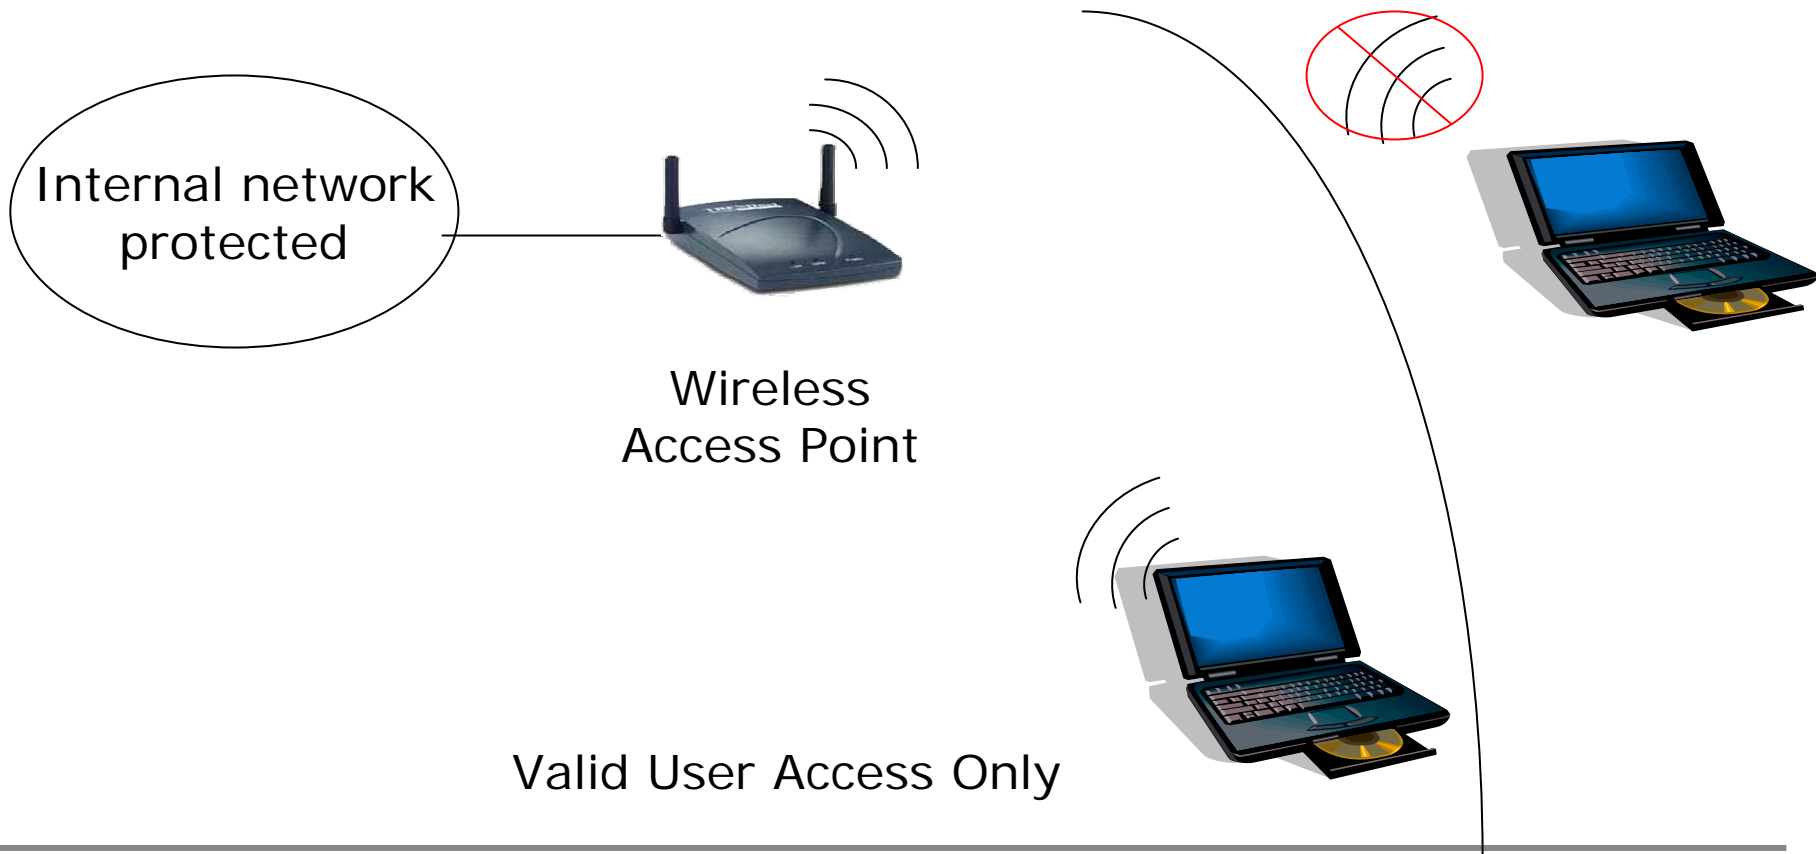 Internal network
protected
Wireless
Access Point
Valid User Access Only